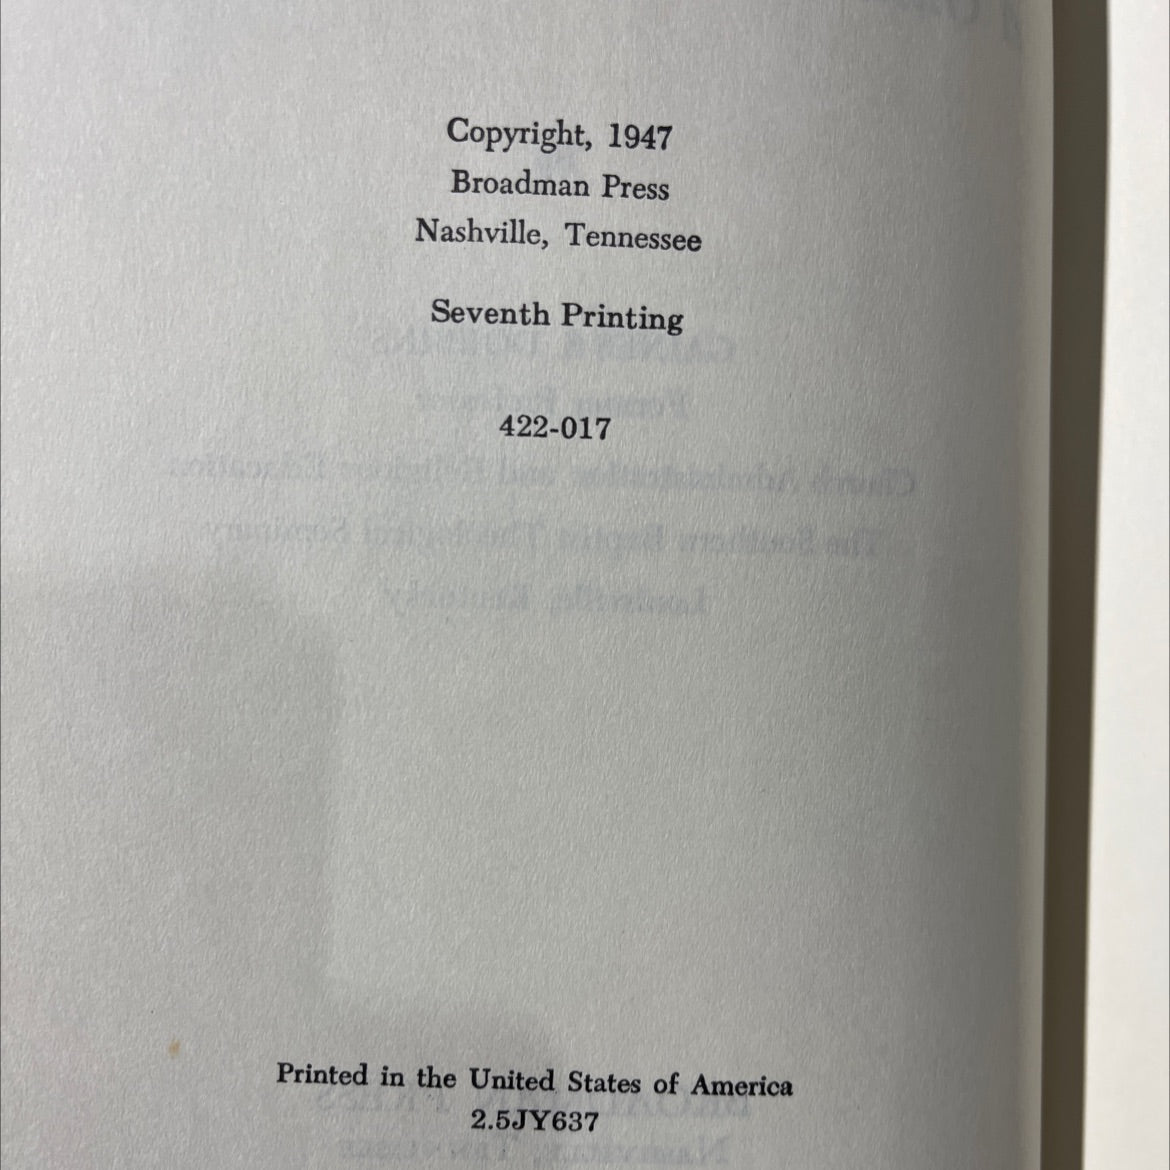 Copyright, 1947
Broadman Press
Nashville, Tennessee
Seventh Printing
422-017
Printed in the United States of America
2.5JY637